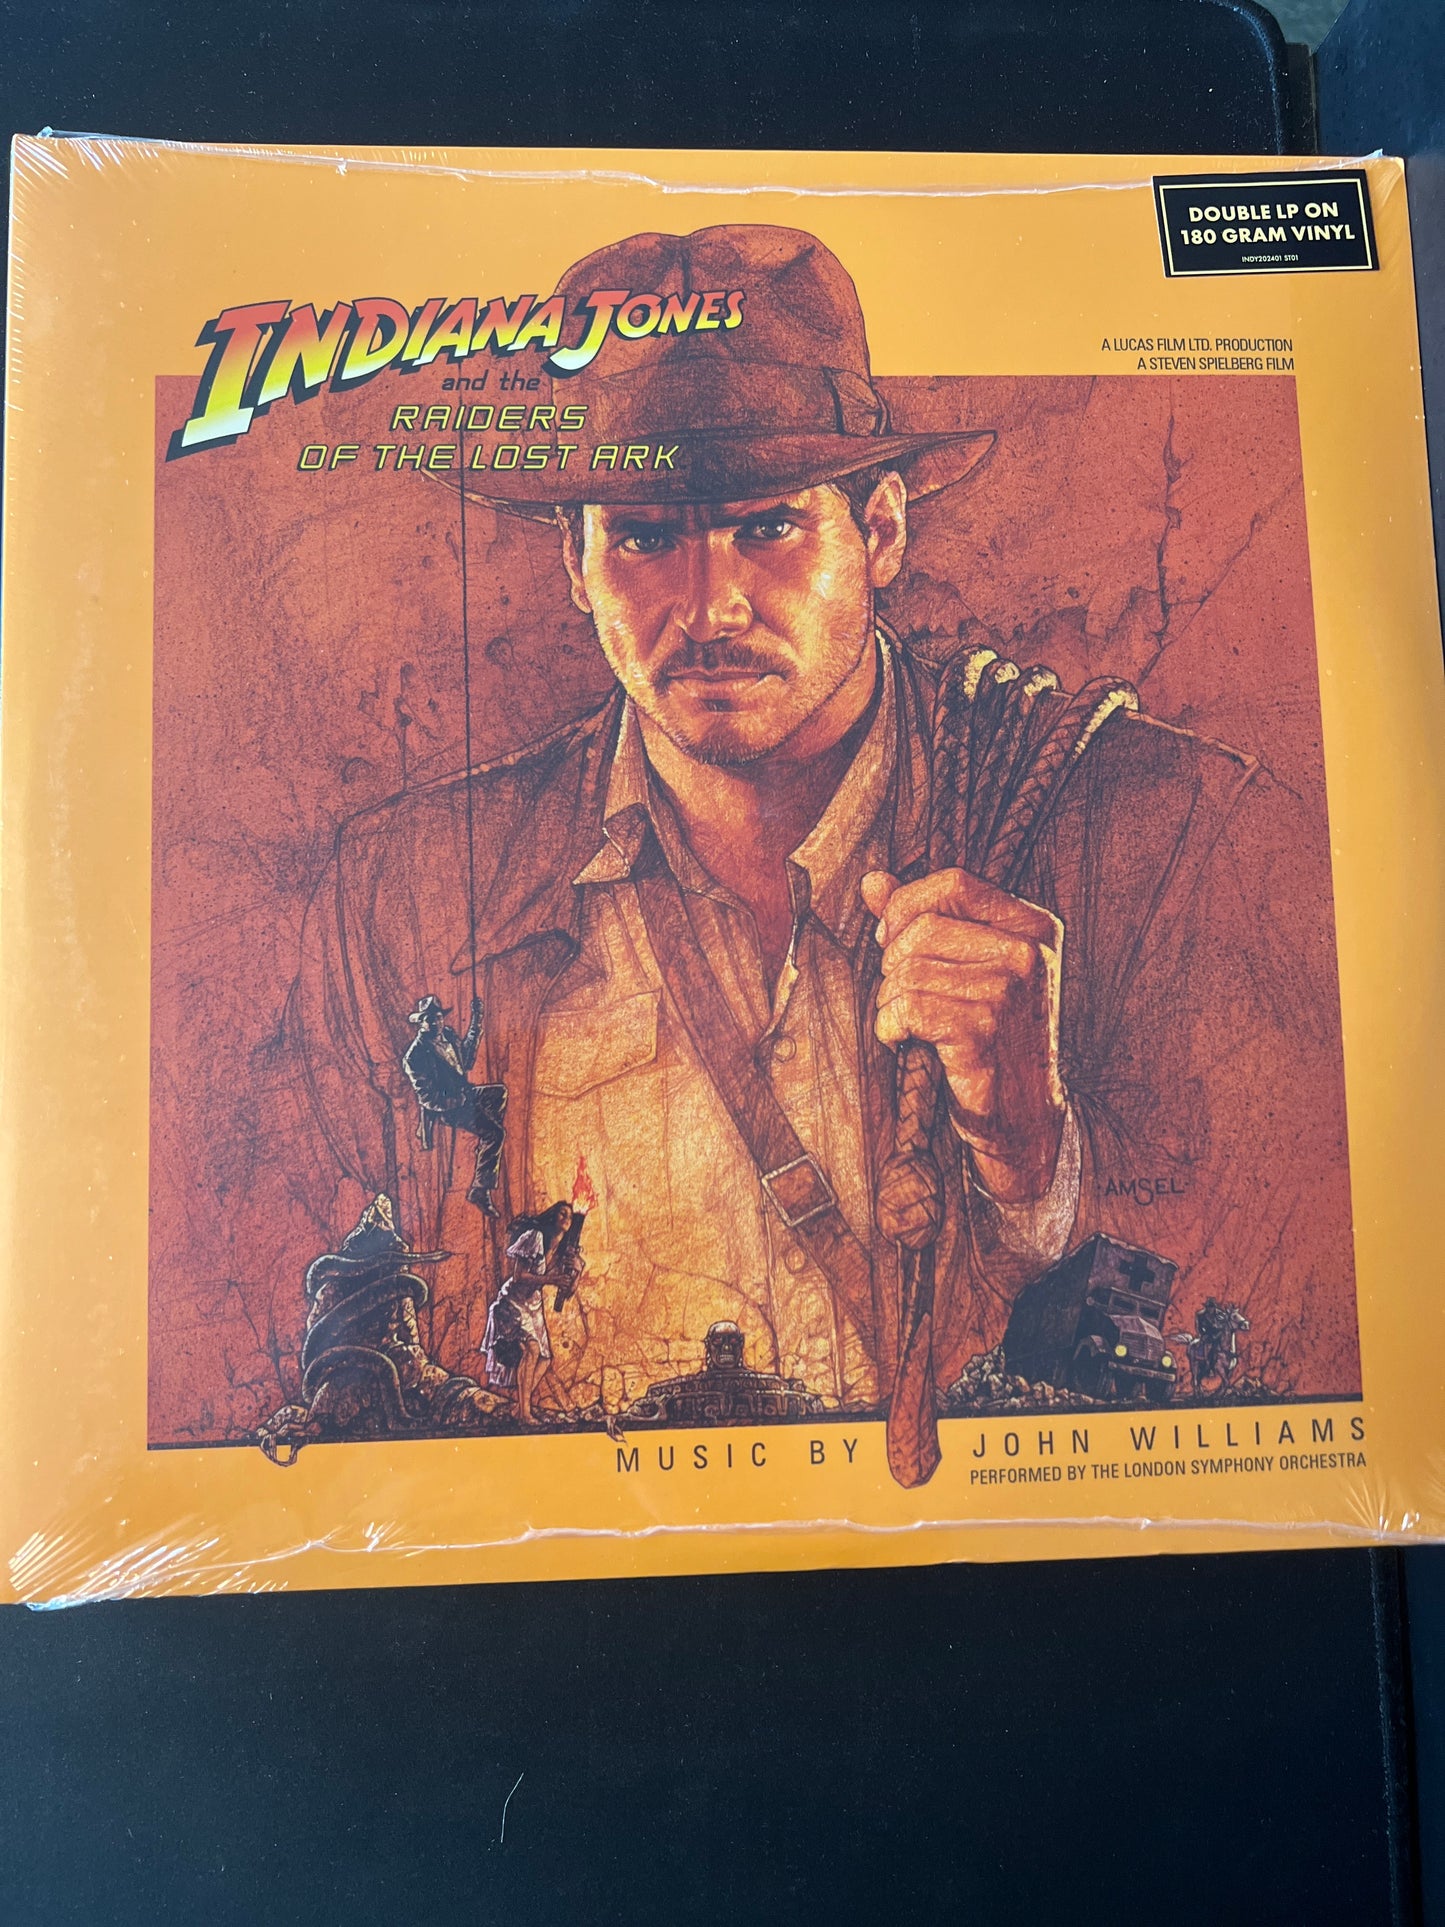 DOUBLE LP ON
180 GRAM VINYL
INDY202401 ST01
A LUCAS FILM LTD. PRODUCTION
A STEVEN SPIELBERG FILM
INDIANA JONES
and the
RAIDERS
OF THE LOST ARK
·AMSEL·
MUSIC BY JOHN WILLIAMS
PERFORMED BY THE LONDON SYMPHONY ORCHESTRA